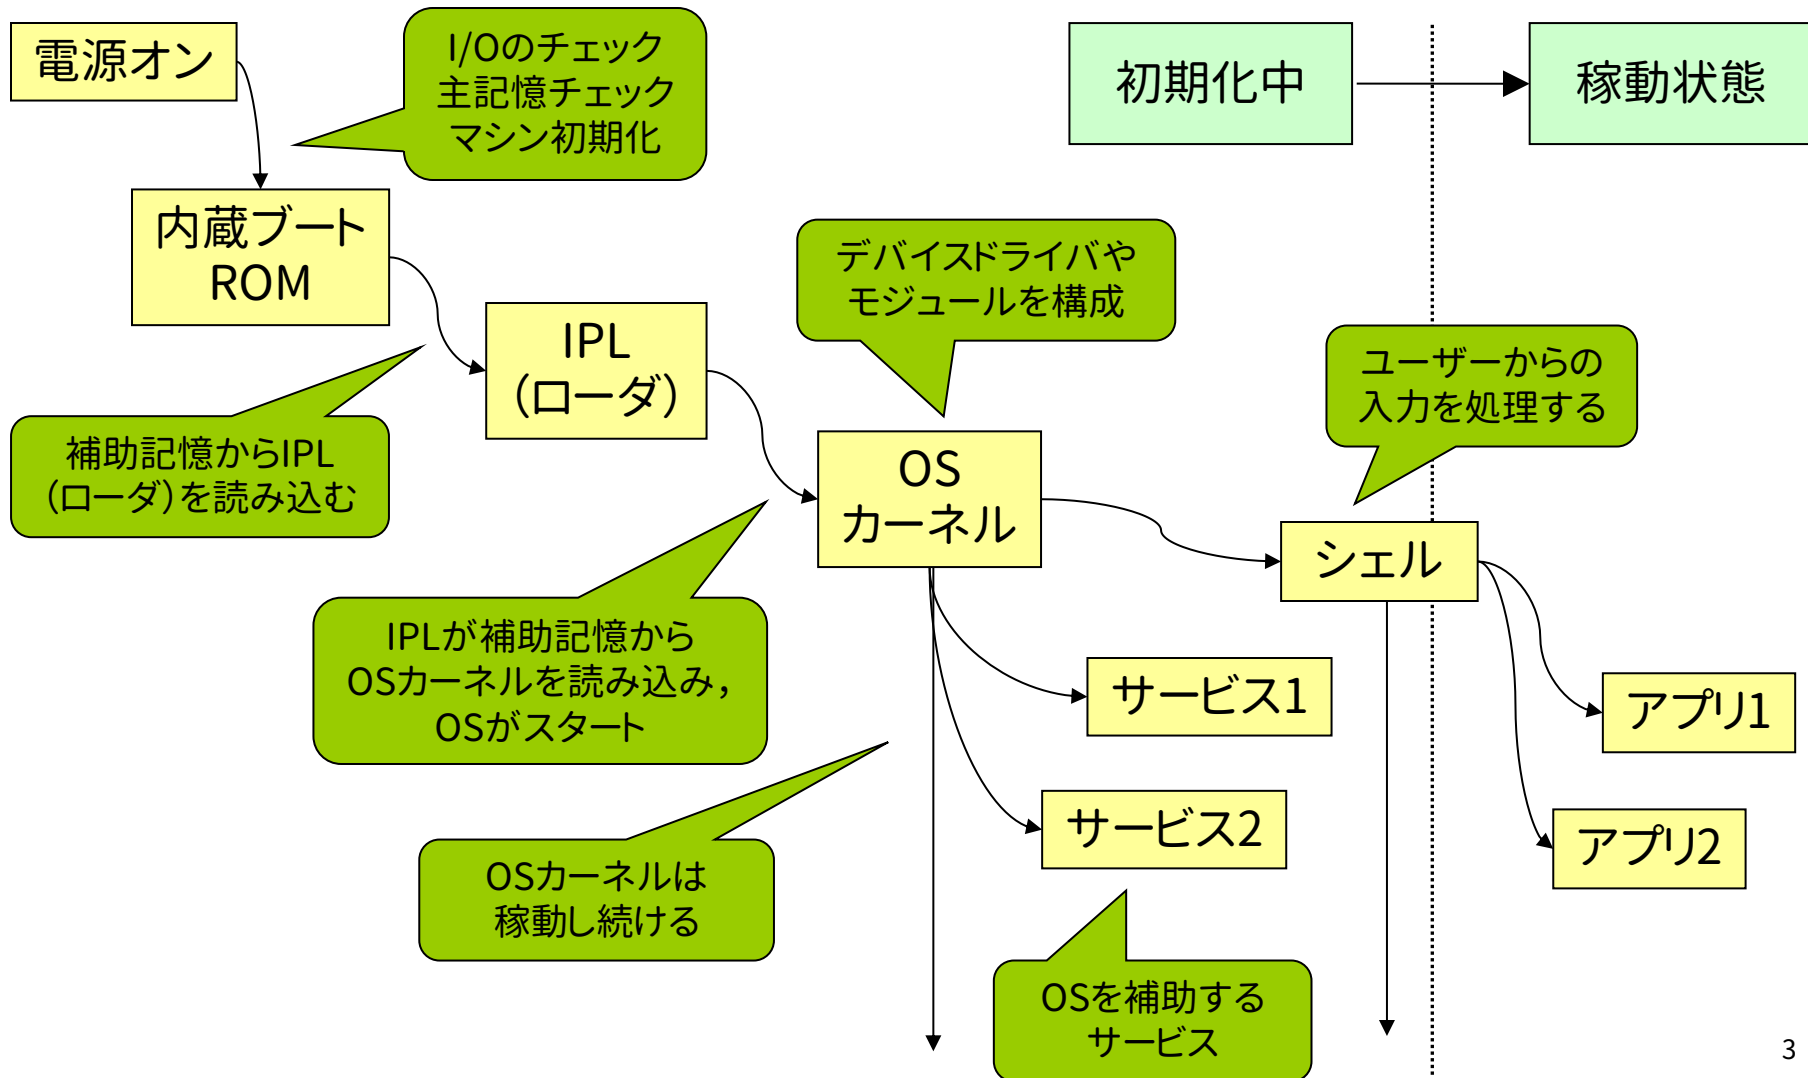 電源オン
I/Oのチェック
主記憶チェック
マシン初期化
初期化中
稼動状態
内蔵ブート
ROM
デバイスドライバや
モジュールを構成
IPL
（ローダ）
ユーザーからの
入力を処理する
補助記憶からIPL
（ローダ）を読み込む
OS
カーネル
シェル
IPLが補助記憶から
OSカーネルを読み込み，
OSがスタート
サービス1
アプリ1
サービス2
アプリ2
OSカーネルは
稼動し続ける
OSを補助する
サービス
3